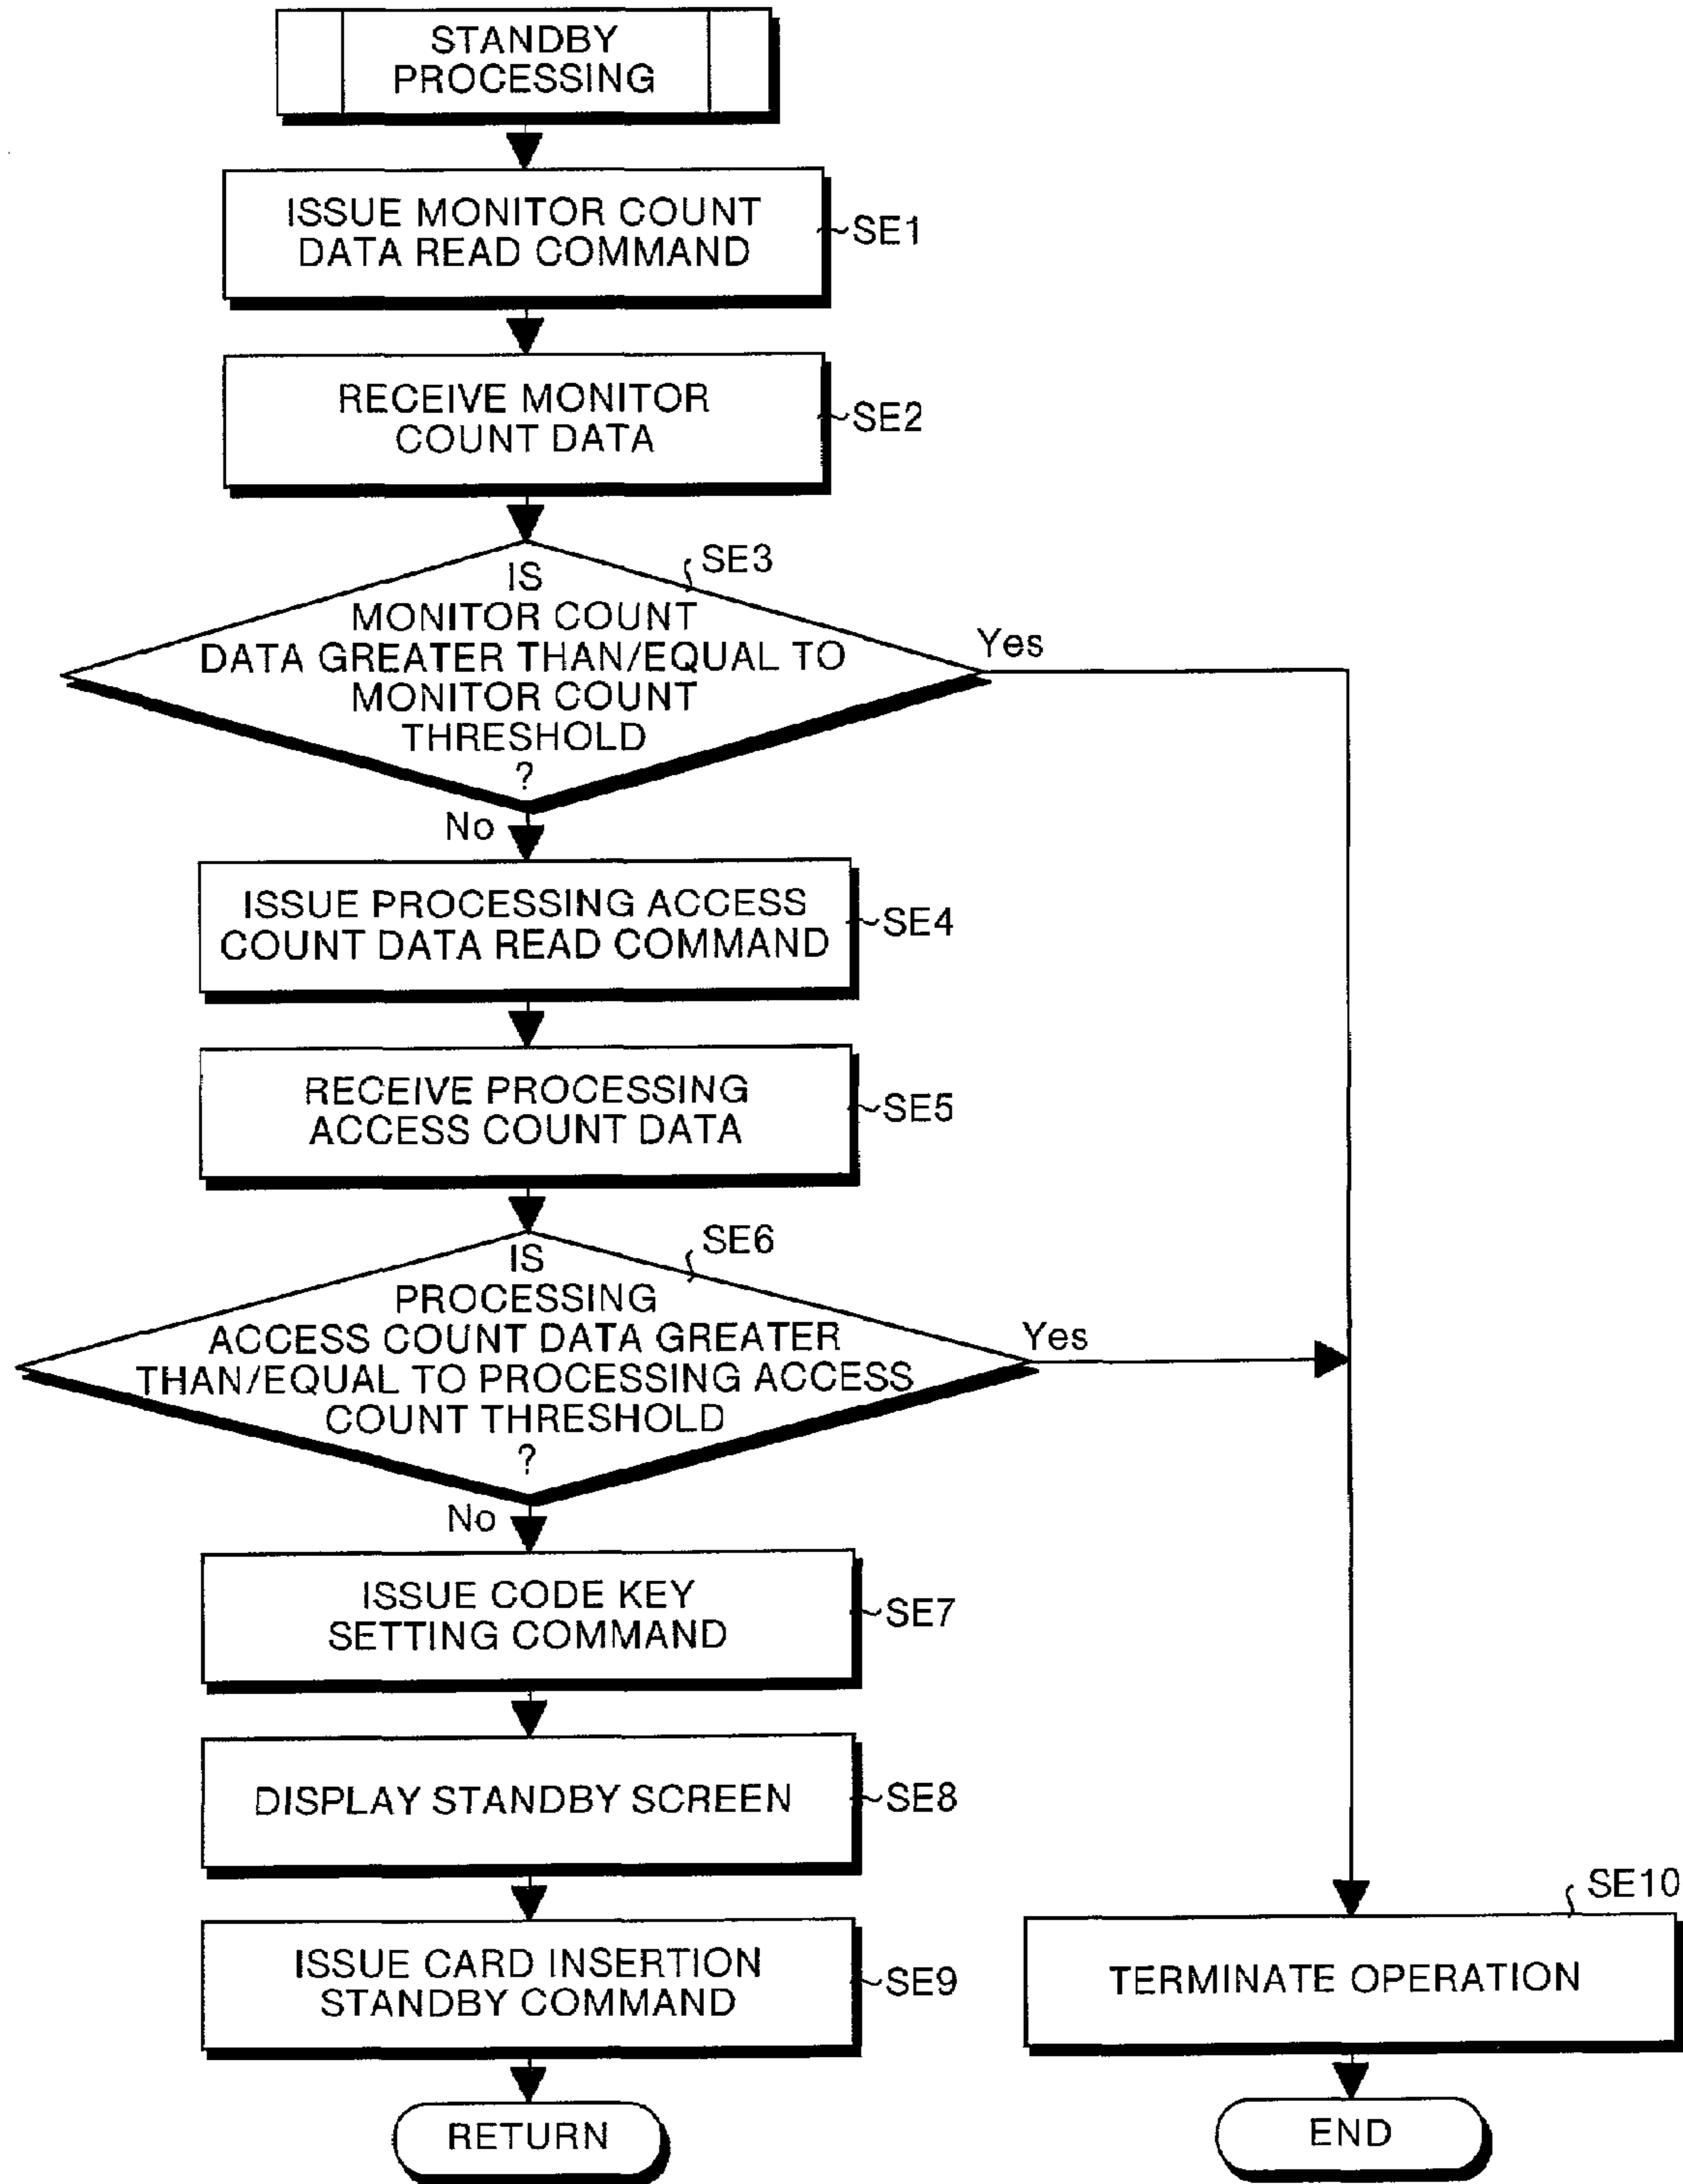 STANDBY
PROCESSING
ISSUE MONITOR COUNT
DATA READ COMMAND
SE1
RECEIVE MONITOR
COUNT DATA
SE2
SE3
IS
MONITOR COUNT
DATA GREATER THAN/EQUAL TO
MONITOR COUNT
THRESHOLD
?
Yes
No
ISSUE PROCESSING ACCESS
COUNT DATA READ COMMAND
SE4
RECEIVE PROCESSING
ACCESS COUNT DATA
SE5
SE6
IS
PROCESSING
ACCESS COUNT DATA GREATER
THAN/EQUAL TO PROCESSING ACCESS
COUNT THRESHOLD
?
Yes
No
ISSUE CODE KEY
SETTING COMMAND
SE7
DISPLAY STANDBY SCREEN
SE8
ISSUE CARD INSERTION
STANDBY COMMAND
SE9
RETURN
SE10
TERMINATE OPERATION
END